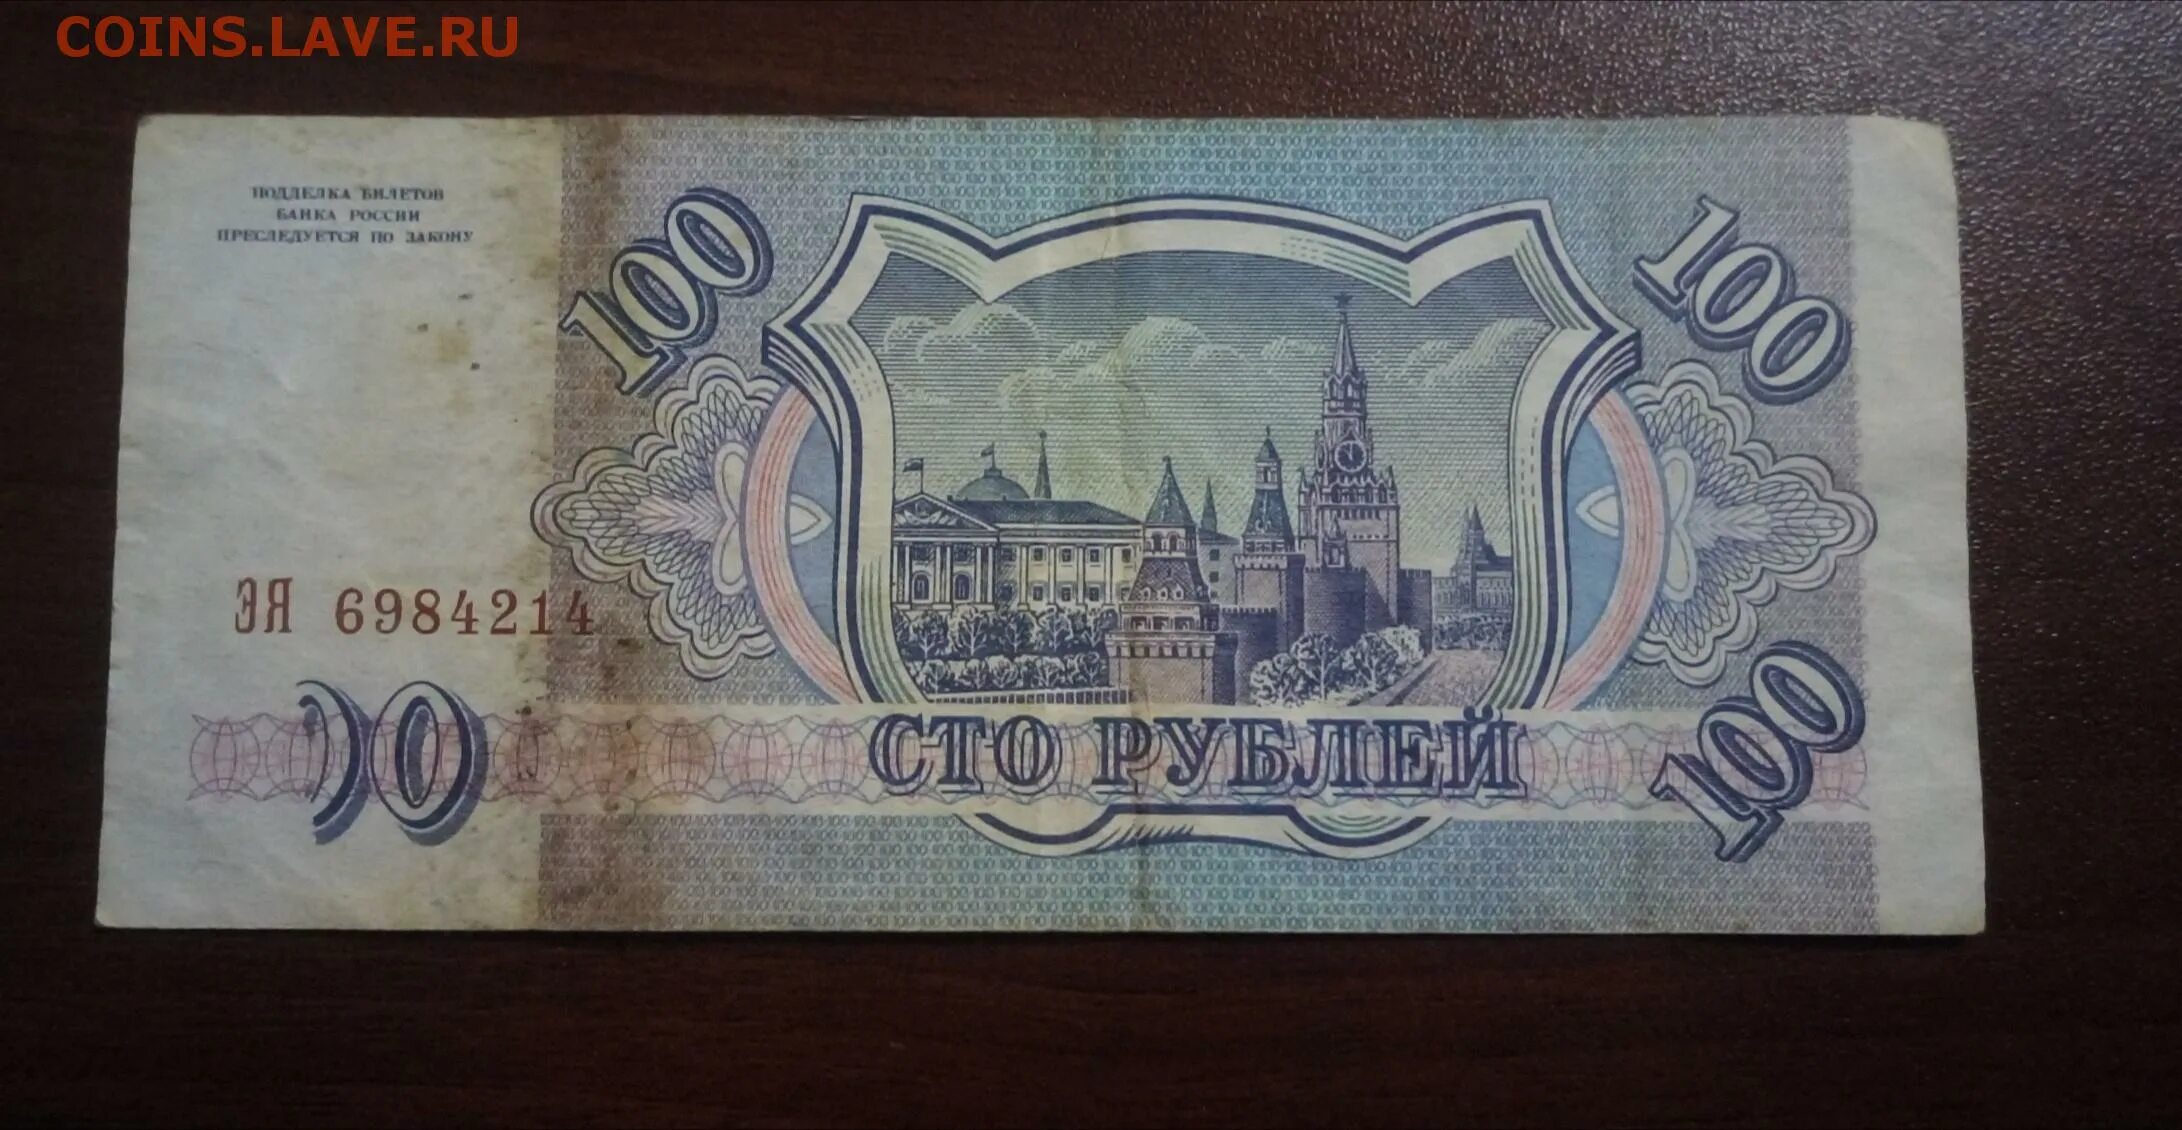 COINS.LAVE.RU
ПОДДЕЛКА БИЛЕТОВ
БАНКА РОССИИ
ПРЕСЛЕДУЕТСЯ ПО ЗАКОНУ
100
100
ЭЯ 6984214
СТО РУБЛЕЙ
100